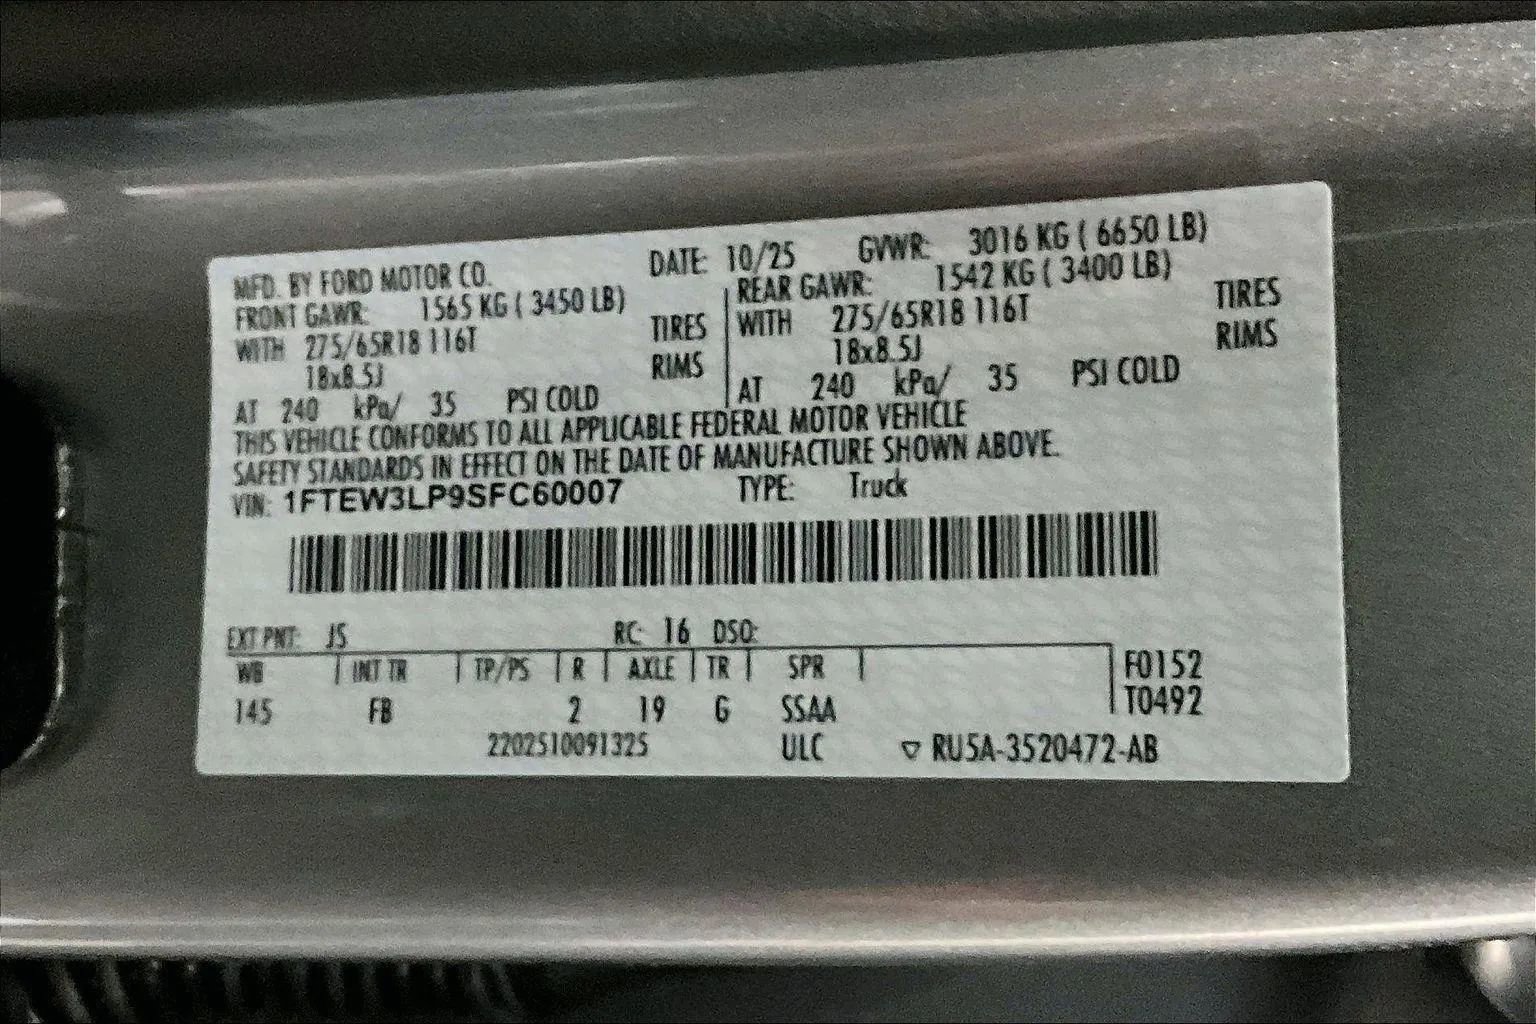 MFD. BY FORD MOTOR CO. DATE: 10/25 GVWR: 3016 KG ( 6650 LB)
FRONT GAWR: 1565 KG ( 3450 LB) REAR GAWR: 1542 KG ( 3400 LB)
WITH 275/65R18 116T TIRES WITH 275/65R18 116T TIRES
18x8.5J RIMS 18x8.5J RIMS
AT 240 kPa/ 35 PSI COLD AT 240 kPa/ 35 PSI COLD
THIS VEHICLE CONFORMS TO ALL APPLICABLE FEDERAL MOTOR VEHICLE
SAFETY STANDARDS IN EFFECT ON THE DATE OF MANUFACTURE SHOWN ABOVE.
VIN: 1FTEW3LP9SFC60007 TYPE: Truck
EXT PNT: JS RC: 16 DSO:
WB INT TR TP/PS R AXLE TR SPR F0152
145 FB 2 19 G SSAA T0492
2202510091325 ULC ▽ RU5A-3520472-AB